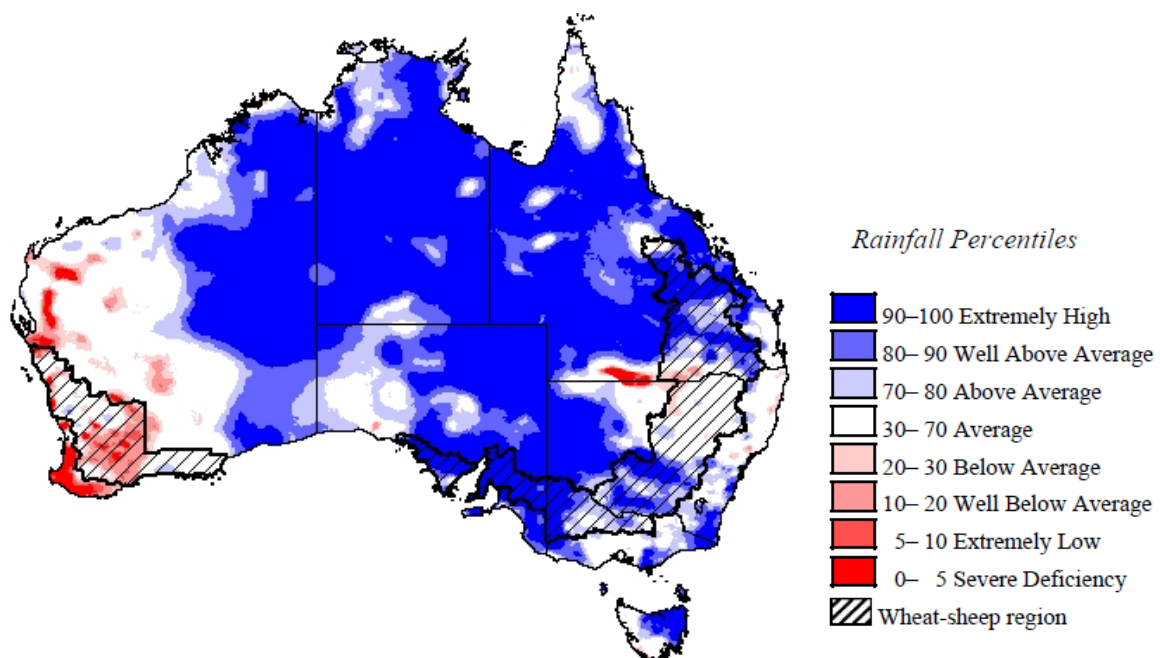 Rainfall Percentiles
90–100 Extremely High
80– 90 Well Above Average
70– 80 Above Average
30– 70 Average
20– 30 Below Average
10– 20 Well Below Average
5– 10 Extremely Low
0– 5 Severe Deficiency
Wheat-sheep region